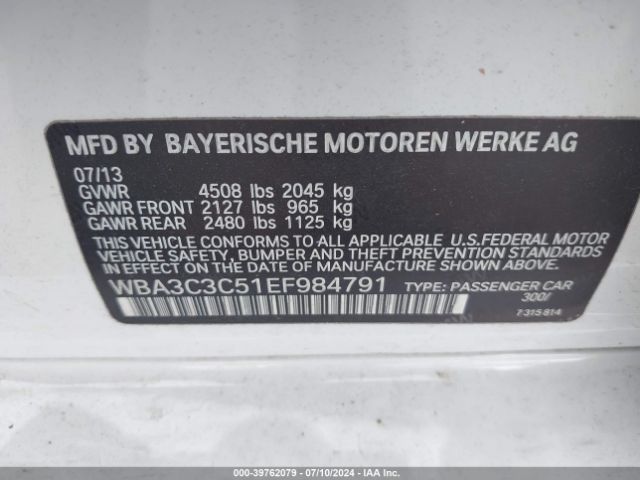 MFD BY BAYERISCHE MOTOREN WERKE AG
07/13
GVWR 4508 lbs 2045 kg
GAWR FRONT 2127 lbs 965 kg
GAWR REAR 2480 lbs 1125 kg
THIS VEHICLE CONFORMS TO ALL APPLICABLE U.S.FEDERAL MOTOR
VEHICLE SAFETY, BUMPER AND THEFT PREVENTION STANDARDS
IN EFFECT ON THE DATE OF MANUFACTURE SHOWN ABOVE.
WBA3C3C51EF984791 TYPE: PASSENGER CAR
300/
7315814
000-39762079 - 07/10/2024 - IAAI.CA